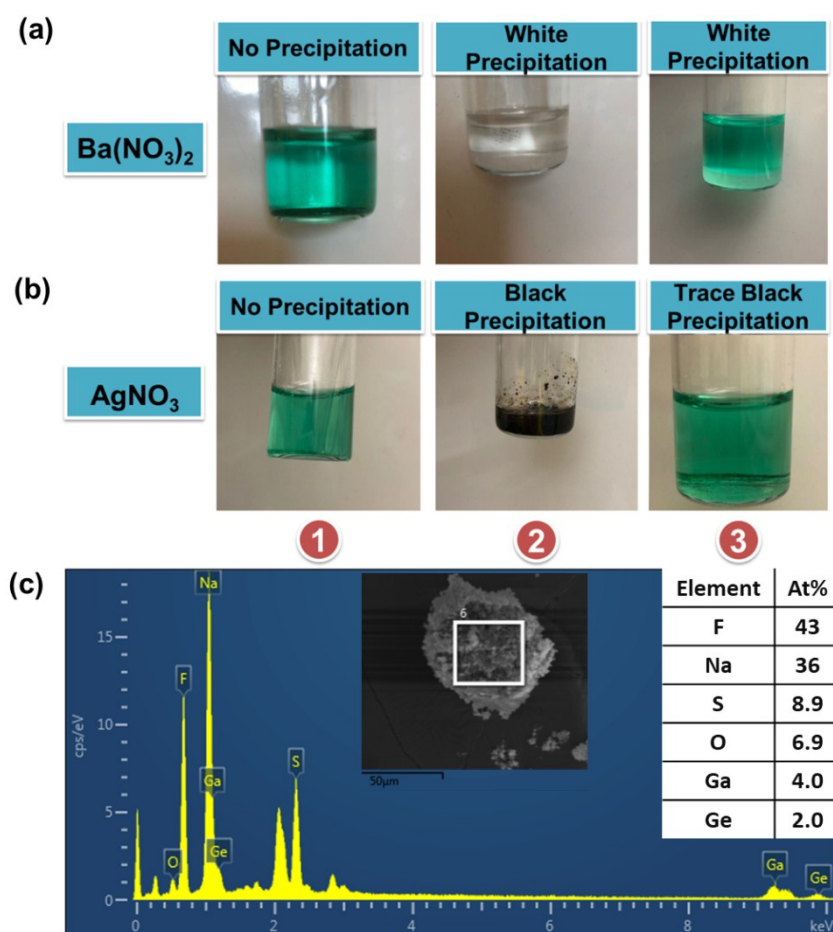 (a)
No Precipitation
White
Precipitation
White
Precipitation
Ba(NO₃)₂
(b)
No Precipitation
Black
Precipitation
Trace Black
Precipitation
AgNO₃
1
2
3
(c)
cps/eV
15
10
5
0
O
F
Na
Ga
Ge
S
6
50µm
Ga
Ge
0
2
4
6
8
keV
Element At%
F 43
Na 36
S 8.9
O 6.9
Ga 4.0
Ge 2.0